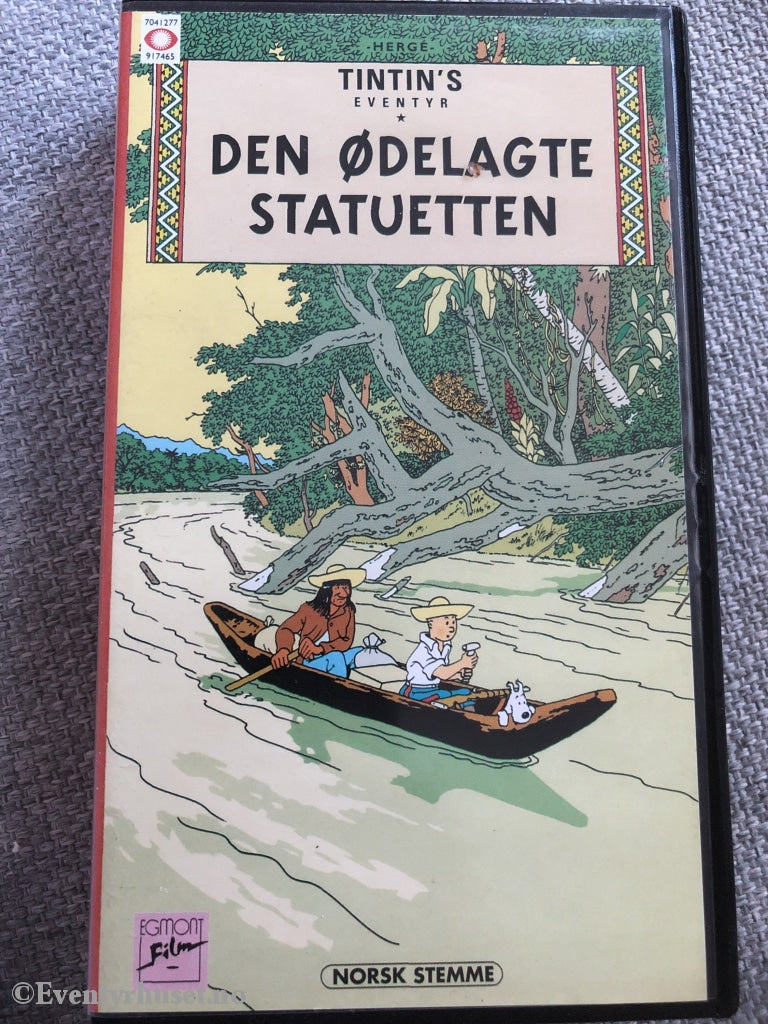 7041277
917465
-HERGÉ-
TINTIN'S
EVENTYR
DEN ØDELAGTE
STATUETTEN
EGMONT
Film
NORSK STEMME
©Eventyrhuset.no